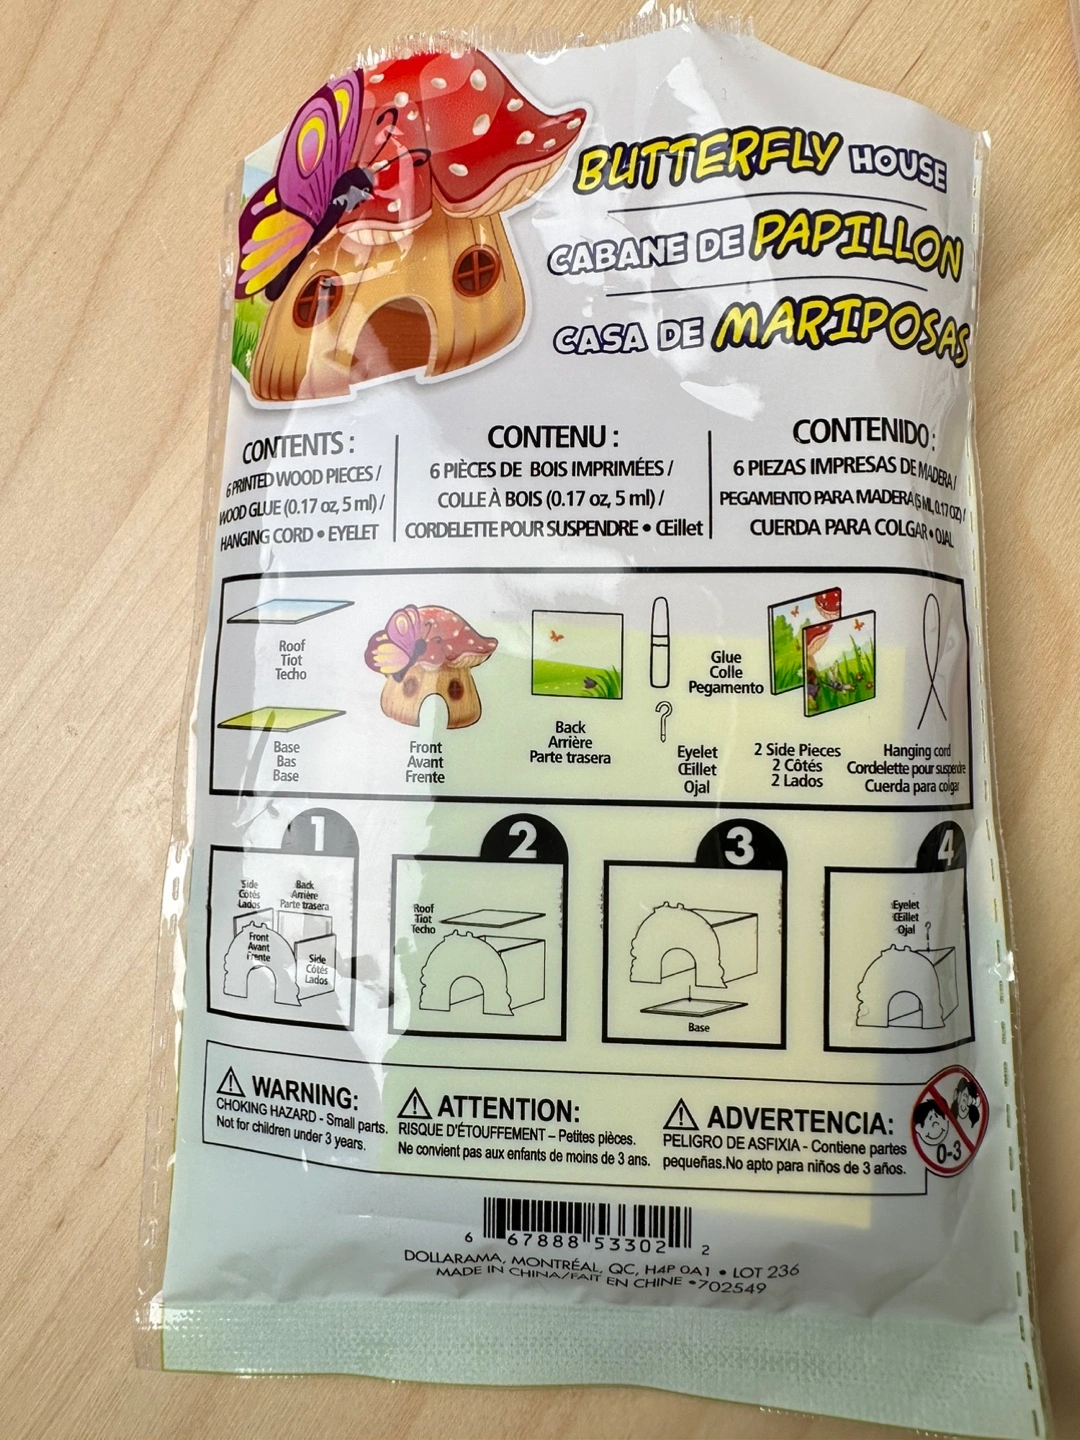 BUTTERFLY HOUSE
CABANE DE PAPILLON
CASA DE MARIPOSAS
CONTENTS :
6 PRINTED WOOD PIECES /
WOOD GLUE (0.17 oz, 5 ml) /
HANGING CORD • EYELET
CONTENU :
6 PIÈCES DE BOIS IMPRIMÉES /
COLLE À BOIS (0.17 oz, 5 ml) /
CORDELETTE POUR SUSPENDRE • Œillet
CONTENIDO :
6 PIEZAS IMPRESAS DE MADERA /
PEGAMENTO PARA MADERA (5 ML, 0.17 OZ) /
CUERDA PARA COLGAR • OJAL
Roof
Tiot
Techo
Base
Bas
Base
Front
Avant
Frente
Back
Arrière
Parte trasera
Glue
Colle
Pegamento
Eyelet
Œillet
Ojal
2 Side Pieces
2 Côtés
2 Lados
Hanging cord
Cordelette pour suspendre
Cuerda para colgar
1
Side
Côtés
Lados
Back
Arrière
Parte trasera
Front
Avant
Frente
Side
Côtés
Lados
2
Roof
Tiot
Techo
3
Base
4
Eyelet
Œillet
Ojal
WARNING:
CHOKING HAZARD - Small parts.
Not for children under 3 years.
ATTENTION:
RISQUE D'ÉTOUFFEMENT – Petites pièces.
Ne convient pas aux enfants de moins de 3 ans.
ADVERTENCIA:
PELIGRO DE ASFIXIA - Contiene partes
pequeñas.No apto para niños de 3 años.
0-3
6 67888 53302 2
DOLLARAMA, MONTRÉAL, QC, H4P 0A1 • LOT 236
MADE IN CHINA/FAIT EN CHINE •702549